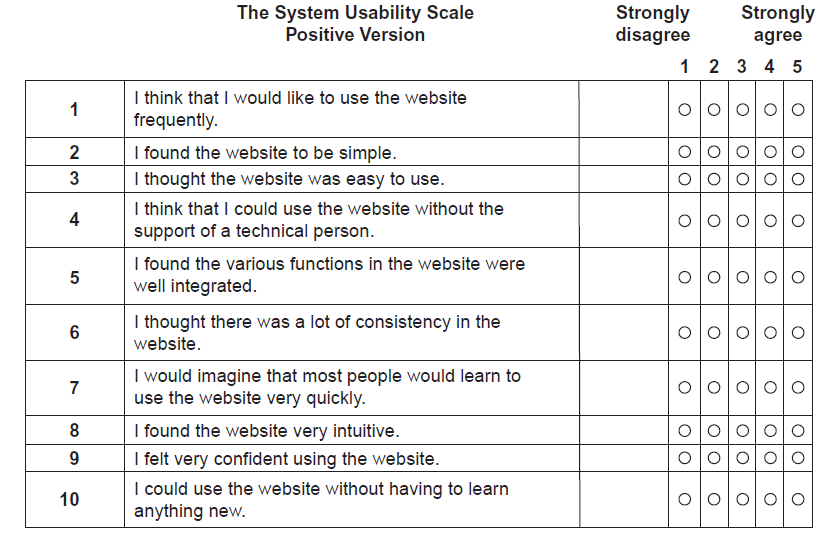 The System Usability Scale
Positive Version
Strongly
disagree
Strongly
agree
1 2 3 4 5
1
I think that I would like to use the website
frequently.
2
I found the website to be simple.
3
I thought the website was easy to use.
4
I think that I could use the website without the
support of a technical person.
5
I found the various functions in the website were
well integrated.
6
I thought there was a lot of consistency in the
website.
7
I would imagine that most people would learn to
use the website very quickly.
8
I found the website very intuitive.
9
I felt very confident using the website.
10
I could use the website without having to learn
anything new.